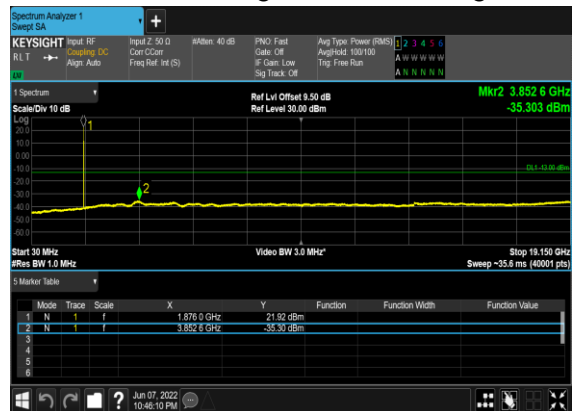 Spectrum Analyzer 1
Swept SA
+
KEYSIGHT Input: RF Input Z: 50 Ω #Atten: 40 dB PNO: Fast Avg Type: Power (RMS) 1 2 3 4 5 6
RLT Coupling: DC Corr CCorr Gate: Off Avg|Hold: 100/100 A W W W W W
Align: Auto Freq Ref: Int (S) IF Gain: Low Trig: Free Run
LW Sig Track: Off A N N N N N
1 Spectrum Ref Lvl Offset 9.50 dB Mkr2 3.852 6 GHz
Scale/Div 10 dB Ref Level 30.00 dBm -35.303 dBm
Log
20.0
10.0
0.00
-10.0
-20.0
-30.0
-40.0
-50.0
-60.0
1
2
DL1 -13.00 dBm
Start 30 MHz Video BW 3.0 MHz* Stop 19.150 GHz
#Res BW 1.0 MHz Sweep ~35.6 ms (40001 pts)
5 Marker Table
Mode Trace Scale X Y Function Function Width Function Value
1 N 1 f 1.876 0 GHz 21.92 dBm
2 N 1 f 3.852 6 GHz -35.30 dBm
3
4
5
6
? Jun 07, 2022
10:46:10 PM